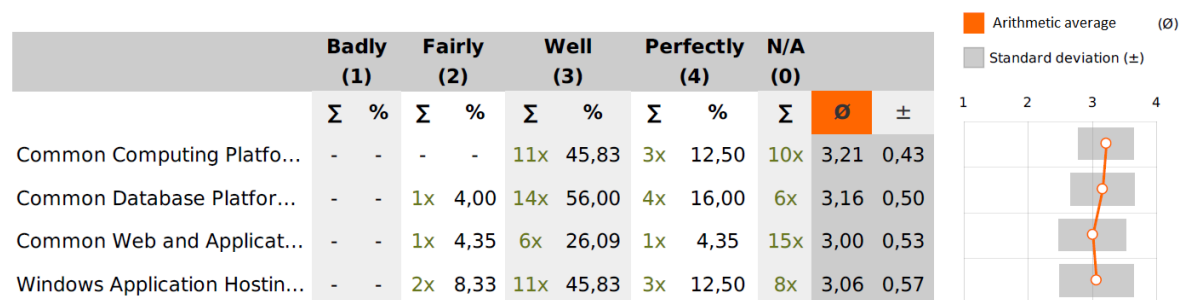 Badly Fairly Well Perfectly N/A
(1) (2) (3) (4) (0)
∑ % ∑ % ∑ % ∑ % ∑ Ø ±
Common Computing Platfo... - - - - 11x 45,83 3x 12,50 10x 3,21 0,43
Common Database Platfor... - - 1x 4,00 14x 56,00 4x 16,00 6x 3,16 0,50
Common Web and Applicat... - - 1x 4,35 6x 26,09 1x 4,35 15x 3,00 0,53
Windows Application Hostin... - - 2x 8,33 11x 45,83 3x 12,50 8x 3,06 0,57
Arithmetic average (Ø)
Standard deviation (±)
1 2 3 4